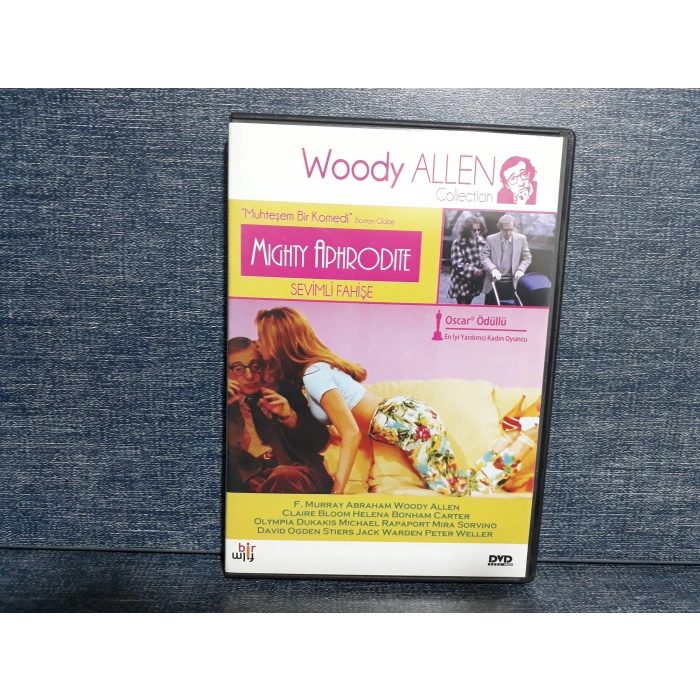 Woody ALLEN
Collection
"Muhteşem Bir Komedi" Boston Globe
MIGHTY APHRODITE
SEVİMLİ FAHİŞE
Oscar® Ödüllü
En İyi Yardımcı Kadın Oyuncu
F. MURRAY ABRAHAM WOODY ALLEN
CLAIRE BLOOM HELENA BONHAM CARTER
OLYMPIA DUKAKIS MICHAEL RAPAPORT MIRA SORVINO
DAVID OGDEN STIERS JACK WARDEN PETER WELLER
bir
film
DVD